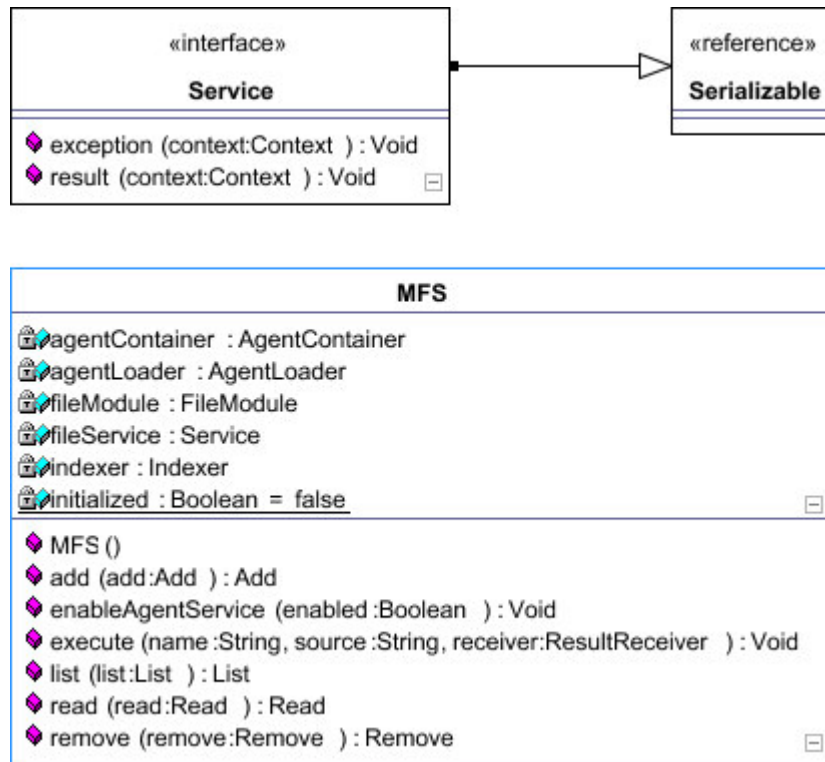 «interface»
Service
exception (context:Context ) : Void
result (context:Context ) : Void
«reference»
Serializable
MFS
agentContainer : AgentContainer
agentLoader : AgentLoader
fileModule : FileModule
fileService : Service
indexer : Indexer
initialized : Boolean = false
MFS ()
add (add:Add ) : Add
enableAgentService (enabled:Boolean ) : Void
execute (name:String, source:String, receiver:ResultReceiver ) : Void
list (list:List ) : List
read (read:Read ) : Read
remove (remove:Remove ) : Remove